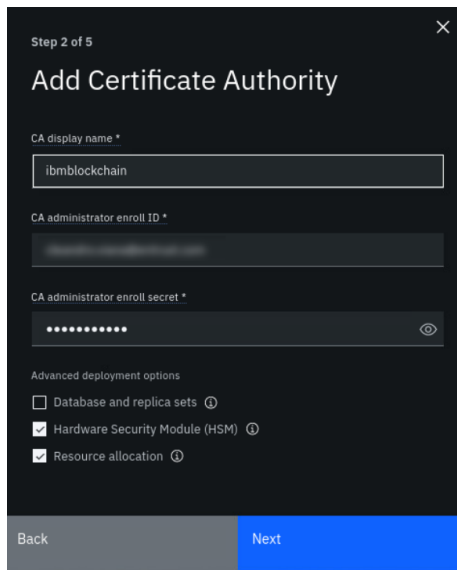 Step 2 of 5
Add Certificate Authority
CA display name *
ibmblockchain
CA administrator enroll ID *
CA administrator enroll secret *
•••••••••••
Advanced deployment options
Database and replica sets
Hardware Security Module (HSM)
Resource allocation
Back
Next